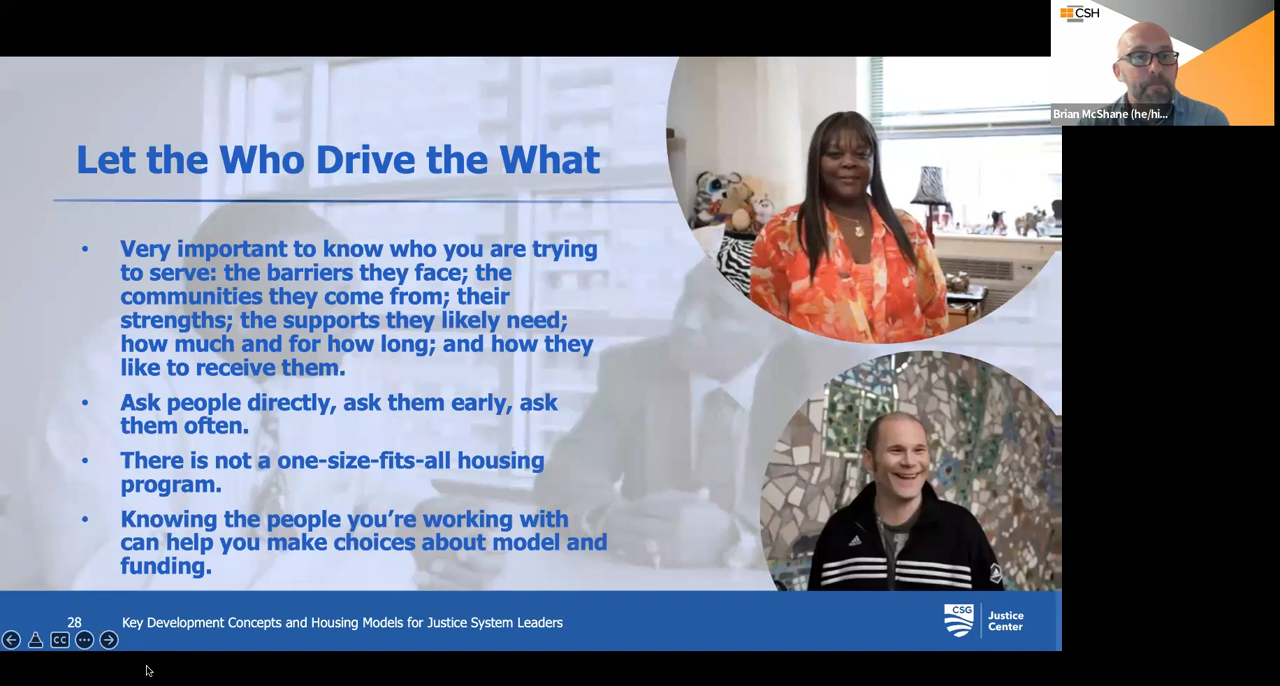 CSH
Brian McShane (he/hi...
Let the Who Drive the What
• Very important to know who you are trying
to serve: the barriers they face; the
communities they come from; their
strengths; the supports they likely need;
how much and for how long; and how they
like to receive them.
• Ask people directly, ask them early, ask
them often.
• There is not a one-size-fits-all housing
program.
• Knowing the people you’re working with
can help you make choices about model and
funding.
28 Key Development Concepts and Housing Models for Justice System Leaders
CSG
Justice
Center
CC